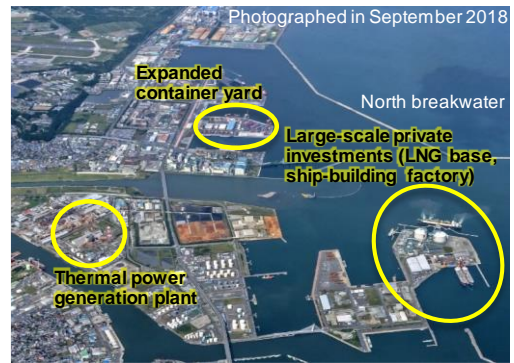 Photographed in September 2018
Expanded
container yard
North breakwater
Large-scale private
investments (LNG base,
ship-building factory)
Thermal power
generation plant